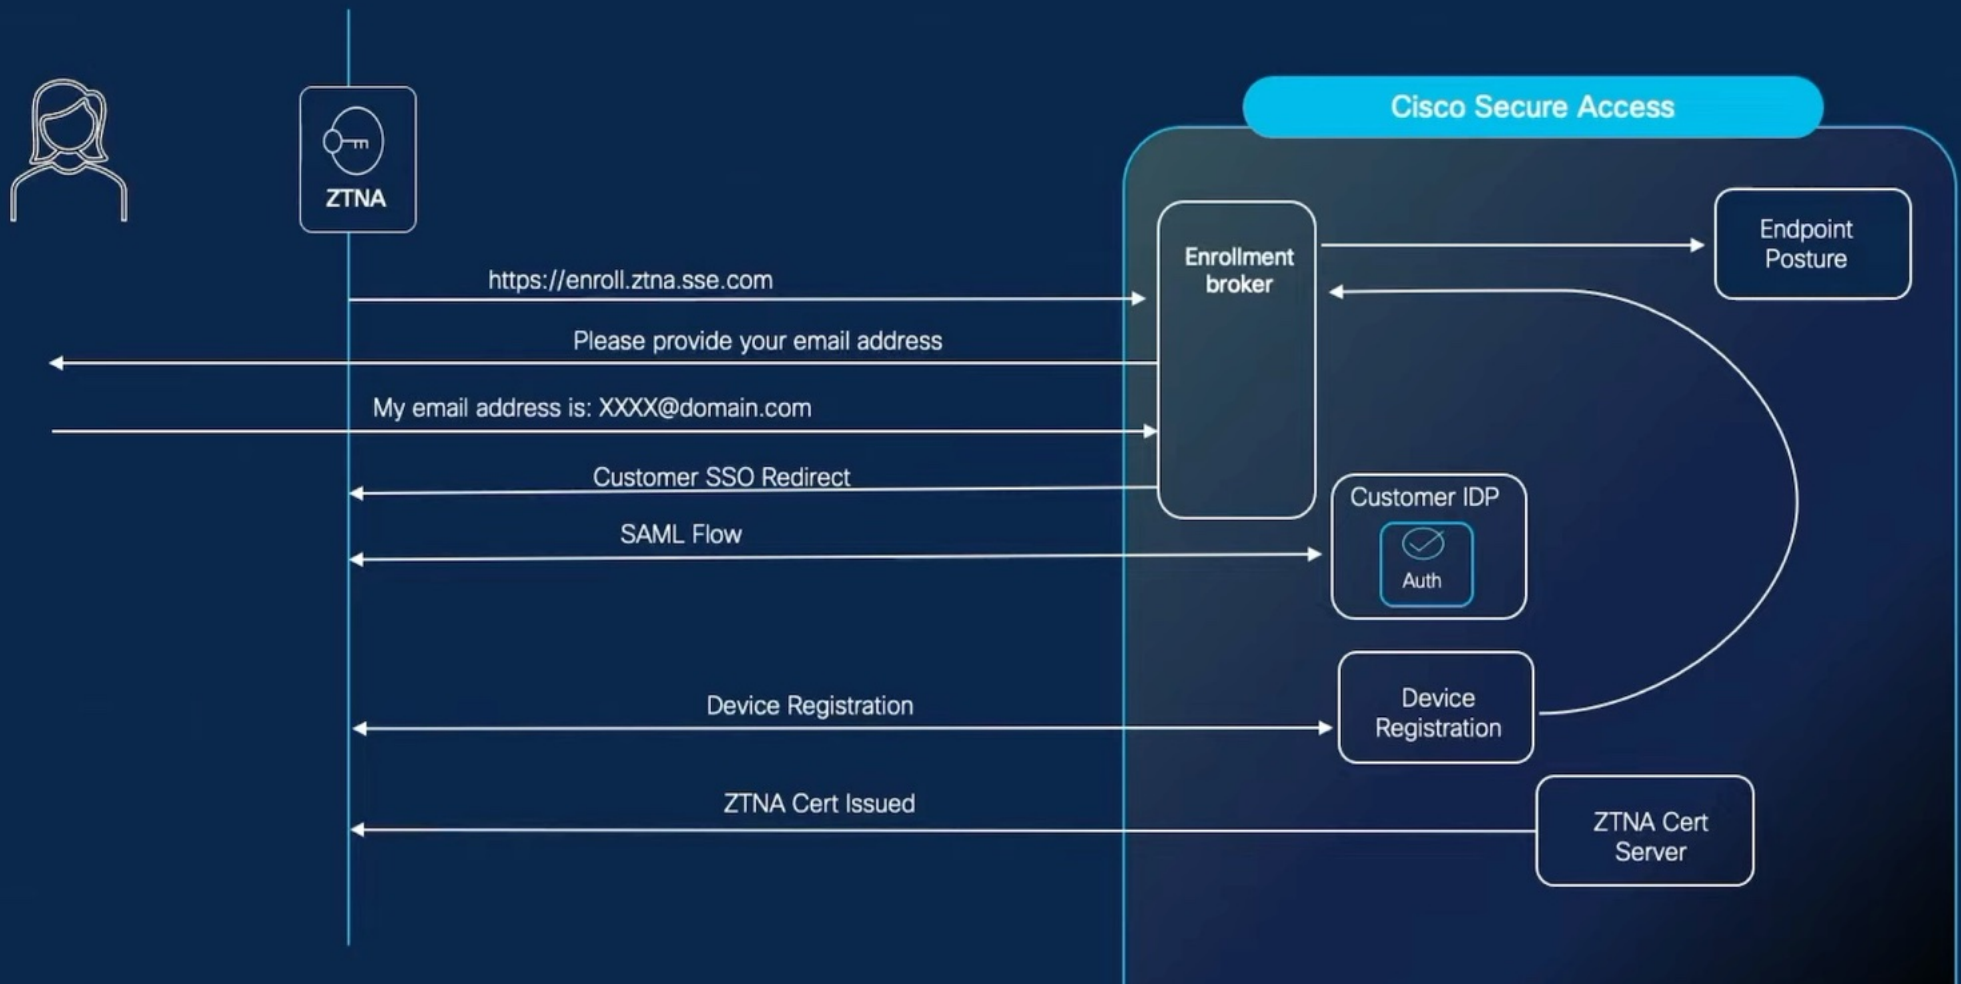 Cisco Secure Access
ZTNA
Endpoint
Posture
Enrollment
broker
https://enroll.ztna.sse.com
Please provide your email address
My email address is: XXXX@domain.com
Customer SSO Redirect
Customer IDP
SAML Flow
Auth
Device Registration
Device
Registration
ZTNA Cert Issued
ZTNA Cert
Server